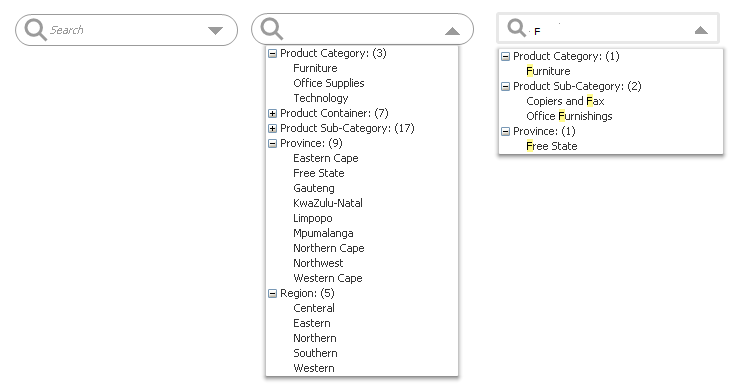 Search
Product Category: (3)
Furniture
Office Supplies
Technology
Product Container: (7)
Product Sub-Category: (17)
Province: (9)
Eastern Cape
Free State
Gauteng
KwaZulu-Natal
Limpopo
Mpumalanga
Northern Cape
Northwest
Western Cape
Region: (5)
Centeral
Eastern
Northern
Southern
Western
F
Product Category: (1)
Furniture
Product Sub-Category: (2)
Copiers and Fax
Office Furnishings
Province: (1)
Free State